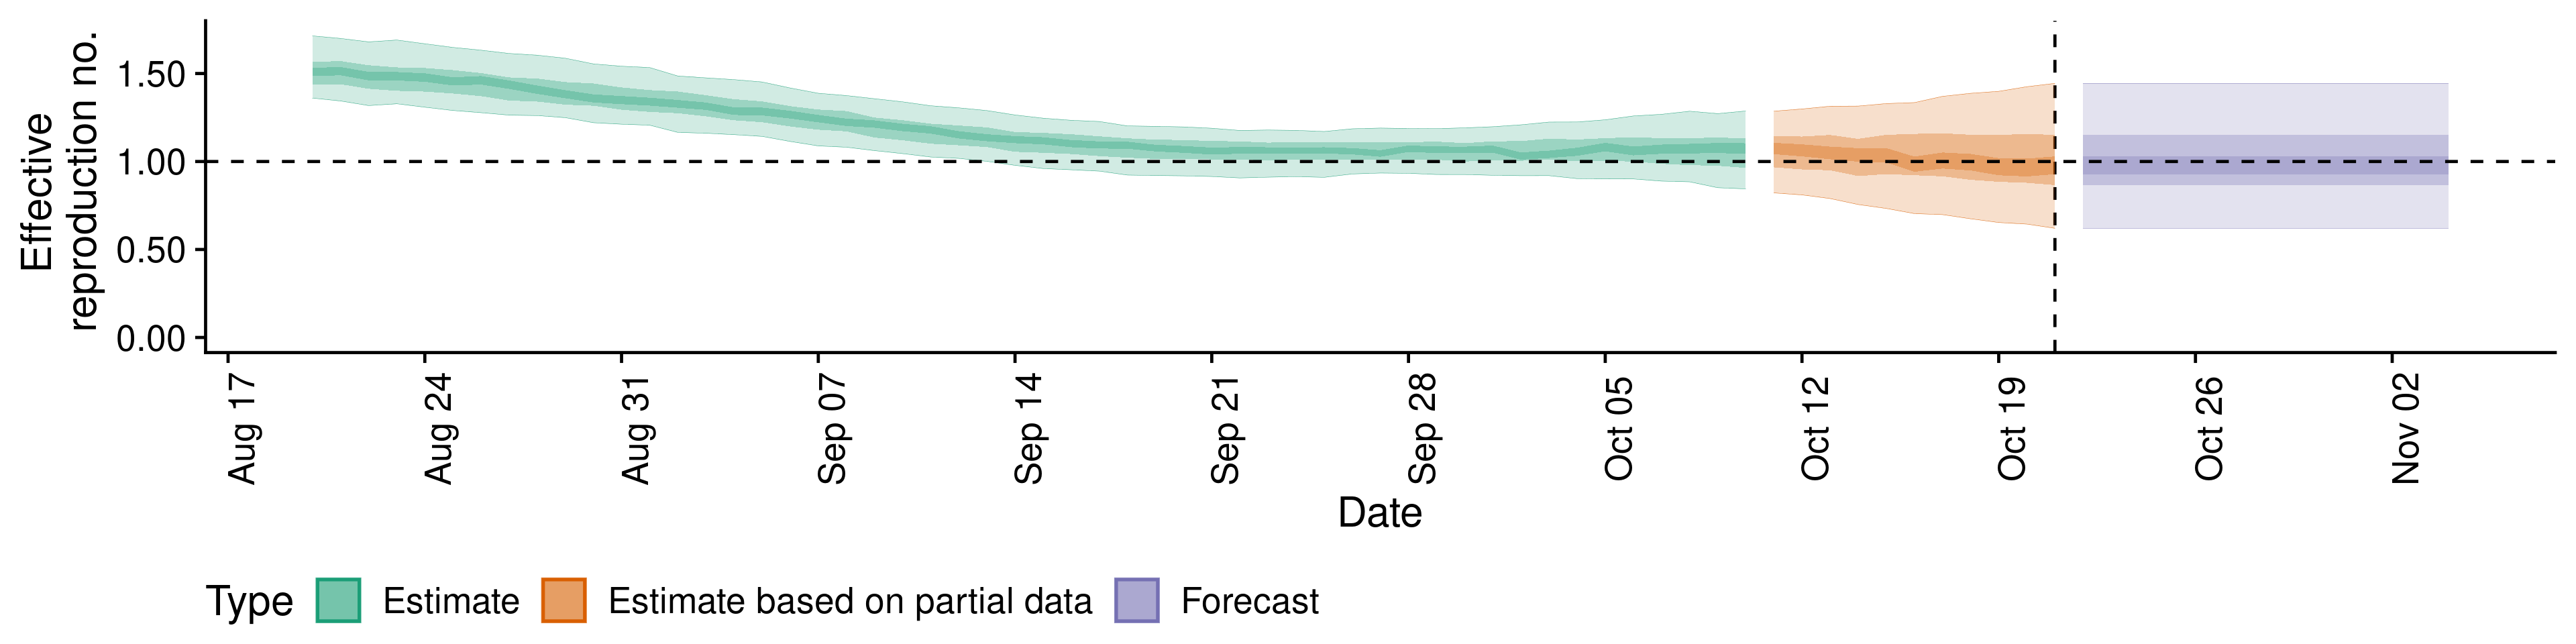 Effective
reproduction no.
1.50
1.00
0.50
0.00
Aug 17
Aug 24
Aug 31
Sep 07
Sep 14
Sep 21
Sep 28
Oct 05
Oct 12
Oct 19
Oct 26
Nov 02
Date
Type Estimate Estimate based on partial data Forecast